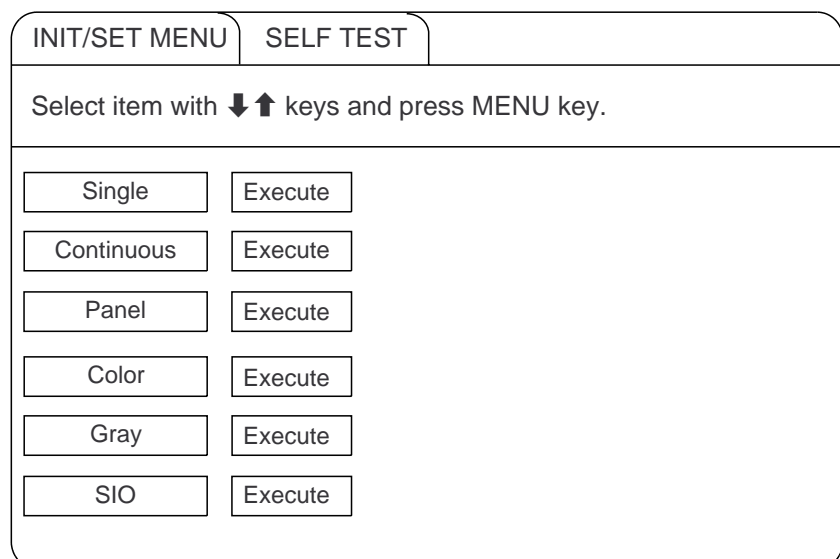 INIT/SET MENU SELF TEST
Select item with ⬇⬆ keys and press MENU key.
Single Execute
Continuous Execute
Panel Execute
Color Execute
Gray Execute
SIO Execute